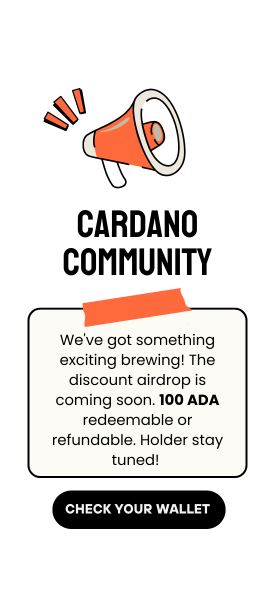 CARDANO
COMMUNITY
We've got something
exciting brewing! The
discount airdrop is
coming soon. 100 ADA
redeemable or
refundable. Holder stay
tuned!
CHECK YOUR WALLET